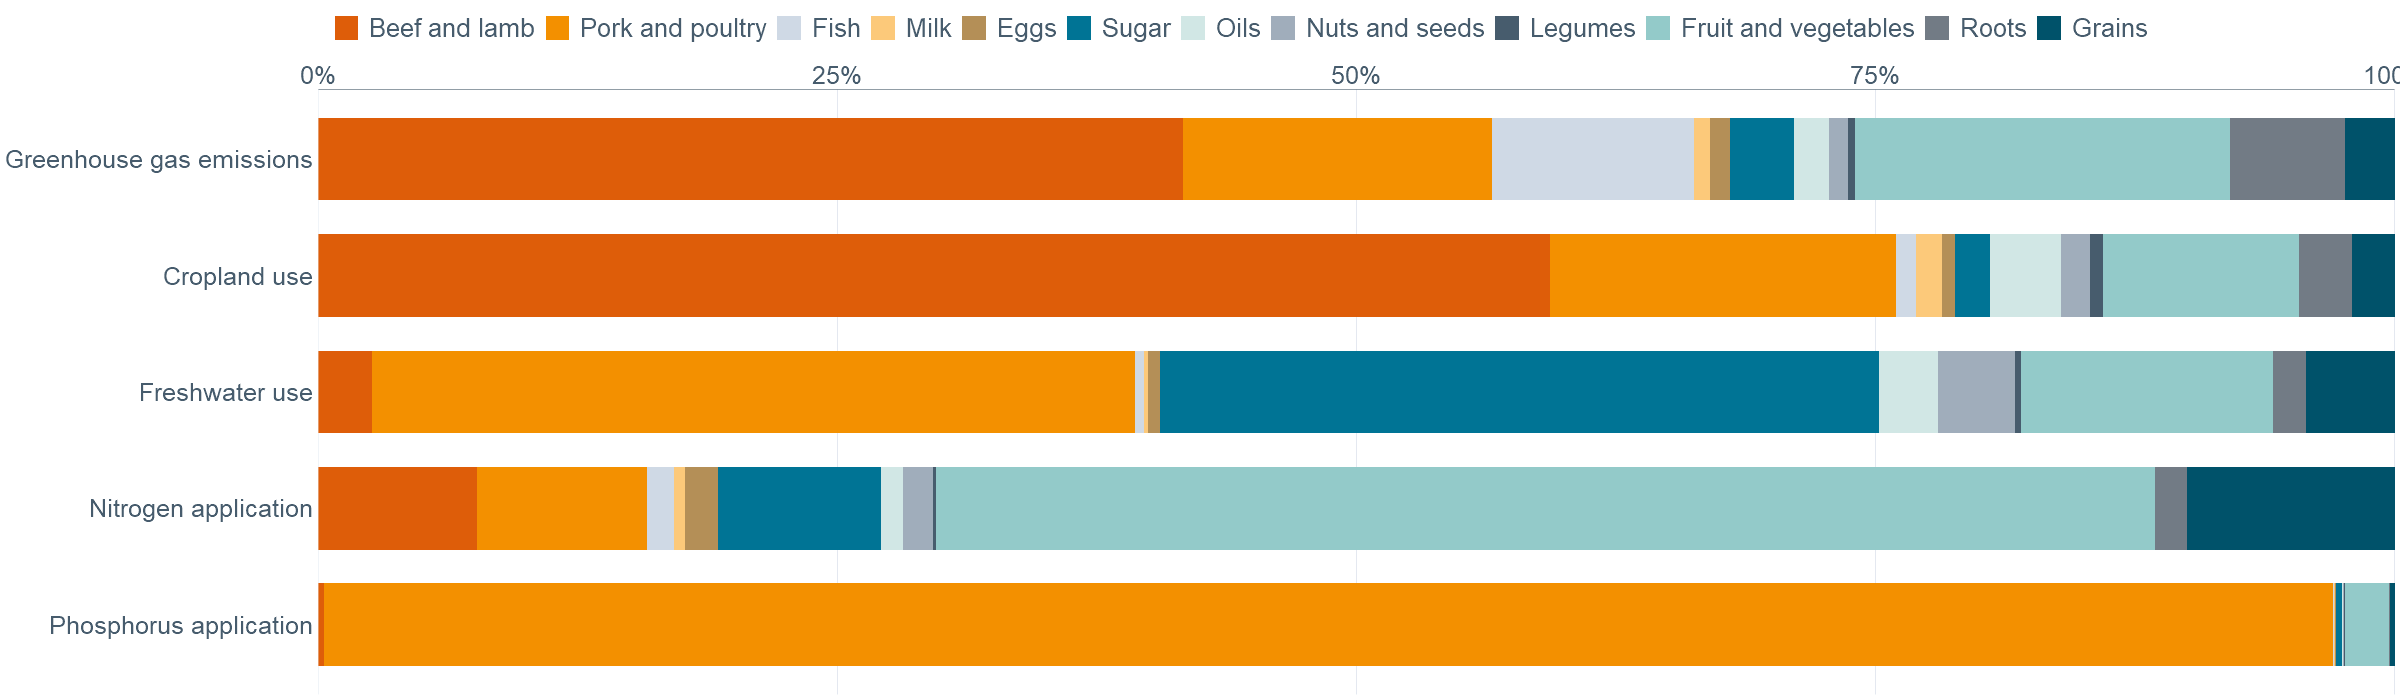 Beef and lamb Pork and poultry Fish Milk Eggs Sugar Oils Nuts and seeds Legumes Fruit and vegetables Roots Grains
0% 25% 50% 75% 100
Greenhouse gas emissions
Cropland use
Freshwater use
Nitrogen application
Phosphorus application